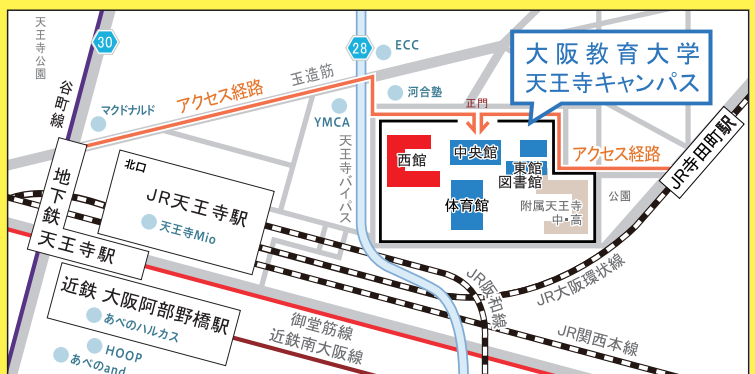 天王寺公園
30
谷町線
マクドナルド
アクセス経路
玉造筋
28
ECC
河合塾
YMCA
天王寺バイパス
大阪教育大学
天王寺キャンパス
正門
西館
中央館
東館
図書館
体育館
附属天王寺
中・高
アクセス経路
公園
JR寺田町駅
地下鉄
天王寺駅
北口
JR天王寺駅
天王寺Mio
近鉄 大阪阿部野橋駅
あべのハルカス
HOOP
あべのand
御堂筋線
近鉄南大阪線
JR阪和線
JR大阪環状線
JR関西本線